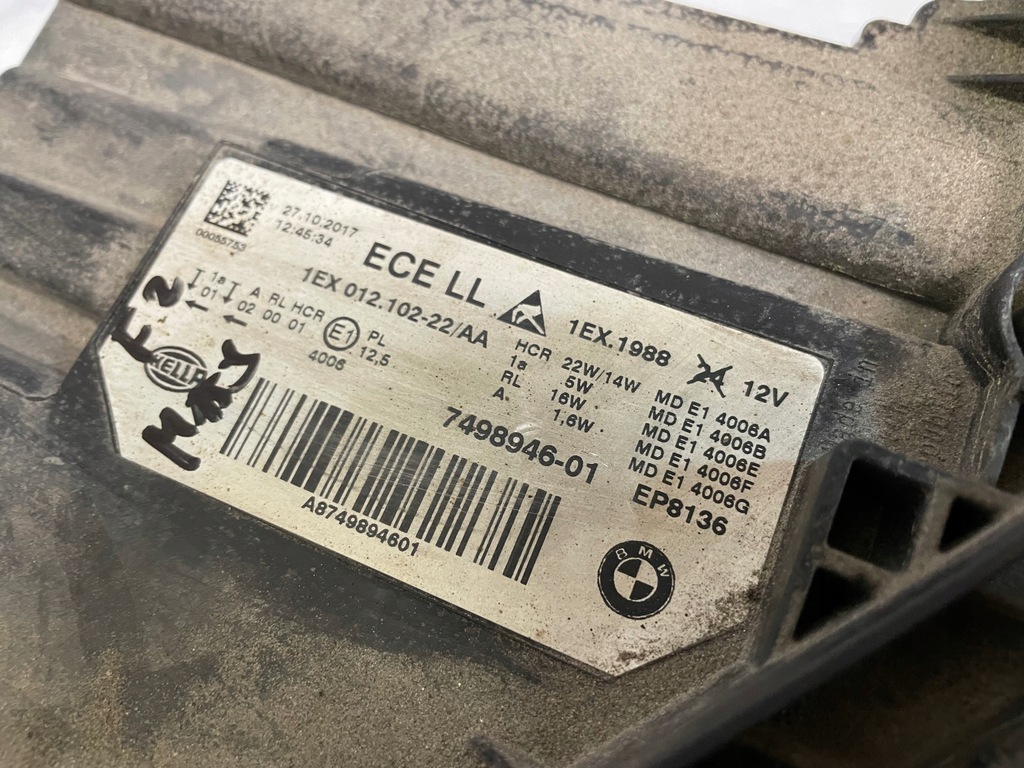 27.10.2017
12:45:34
00055753
ECE LL
1EX 012.102-22/AA
1EX.1988
12V
1a A RL HCR
01 02 00 01
E1
PL
12,5
4006
HELLA
HCR 22W/14W
1a 5W
RL 16W
A 1,6W
MD E1 4006A
MD E1 4906B
MD E1 4006E
MD E1 4006F
MD E1 4006G
7498946-01
EP8136
A8749894601
BMW